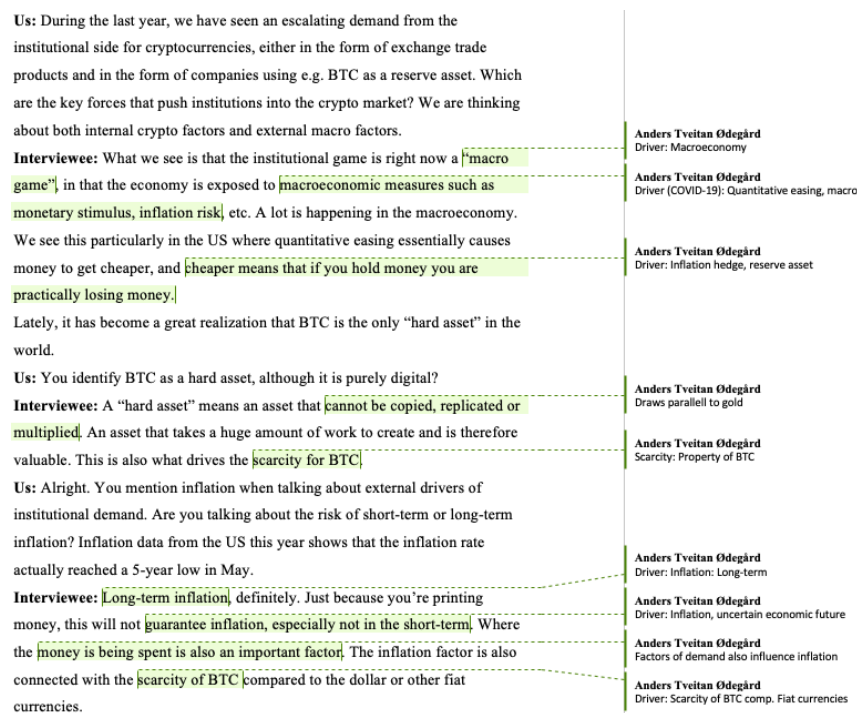 Us: During the last year, we have seen an escalating demand from the
institutional side for cryptocurrencies, either in the form of exchange trade
products and in the form of companies using e.g. BTC as a reserve asset. Which
are the key forces that push institutions into the crypto market? We are thinking
about both internal crypto factors and external macro factors.
Interviewee: What we see is that the institutional game is right now a “macro
game”, in that the economy is exposed to macroeconomic measures such as
monetary stimulus, inflation risk, etc. A lot is happening in the macroeconomy.
We see this particularly in the US where quantitative easing essentially causes
money to get cheaper, and cheaper means that if you hold money you are
practically losing money.
Lately, it has become a great realization that BTC is the only “hard asset” in the
world.
Us: You identify BTC as a hard asset, although it is purely digital?
Interviewee: A “hard asset” means an asset that cannot be copied, replicated or
multiplied. An asset that takes a huge amount of work to create and is therefore
valuable. This is also what drives the scarcity for BTC.
Us: Alright. You mention inflation when talking about external drivers of
institutional demand. Are you talking about the risk of short-term or long-term
inflation? Inflation data from the US this year shows that the inflation rate
actually reached a 5-year low in May.
Interviewee: Long-term inflation, definitely. Just because you’re printing
money, this will not guarantee inflation, especially not in the short-term. Where
the money is being spent is also an important factor. The inflation factor is also
connected with the scarcity of BTC compared to the dollar or other fiat
currencies.
Anders Tveitan Ødegård
Driver: Macroeconomy
Anders Tveitan Ødegård
Driver (COVID-19): Quantitative easing, macro
Anders Tveitan Ødegård
Driver: Inflation hedge, reserve asset
Anders Tveitan Ødegård
Draws parallell to gold
Anders Tveitan Ødegård
Scarcity: Property of BTC
Anders Tveitan Ødegård
Driver: Inflation: Long-term
Anders Tveitan Ødegård
Driver: Inflation, uncertain economic future
Anders Tveitan Ødegård
Factors of demand also influence inflation
Anders Tveitan Ødegård
Driver: Scarcity of BTC comp. Fiat currencies